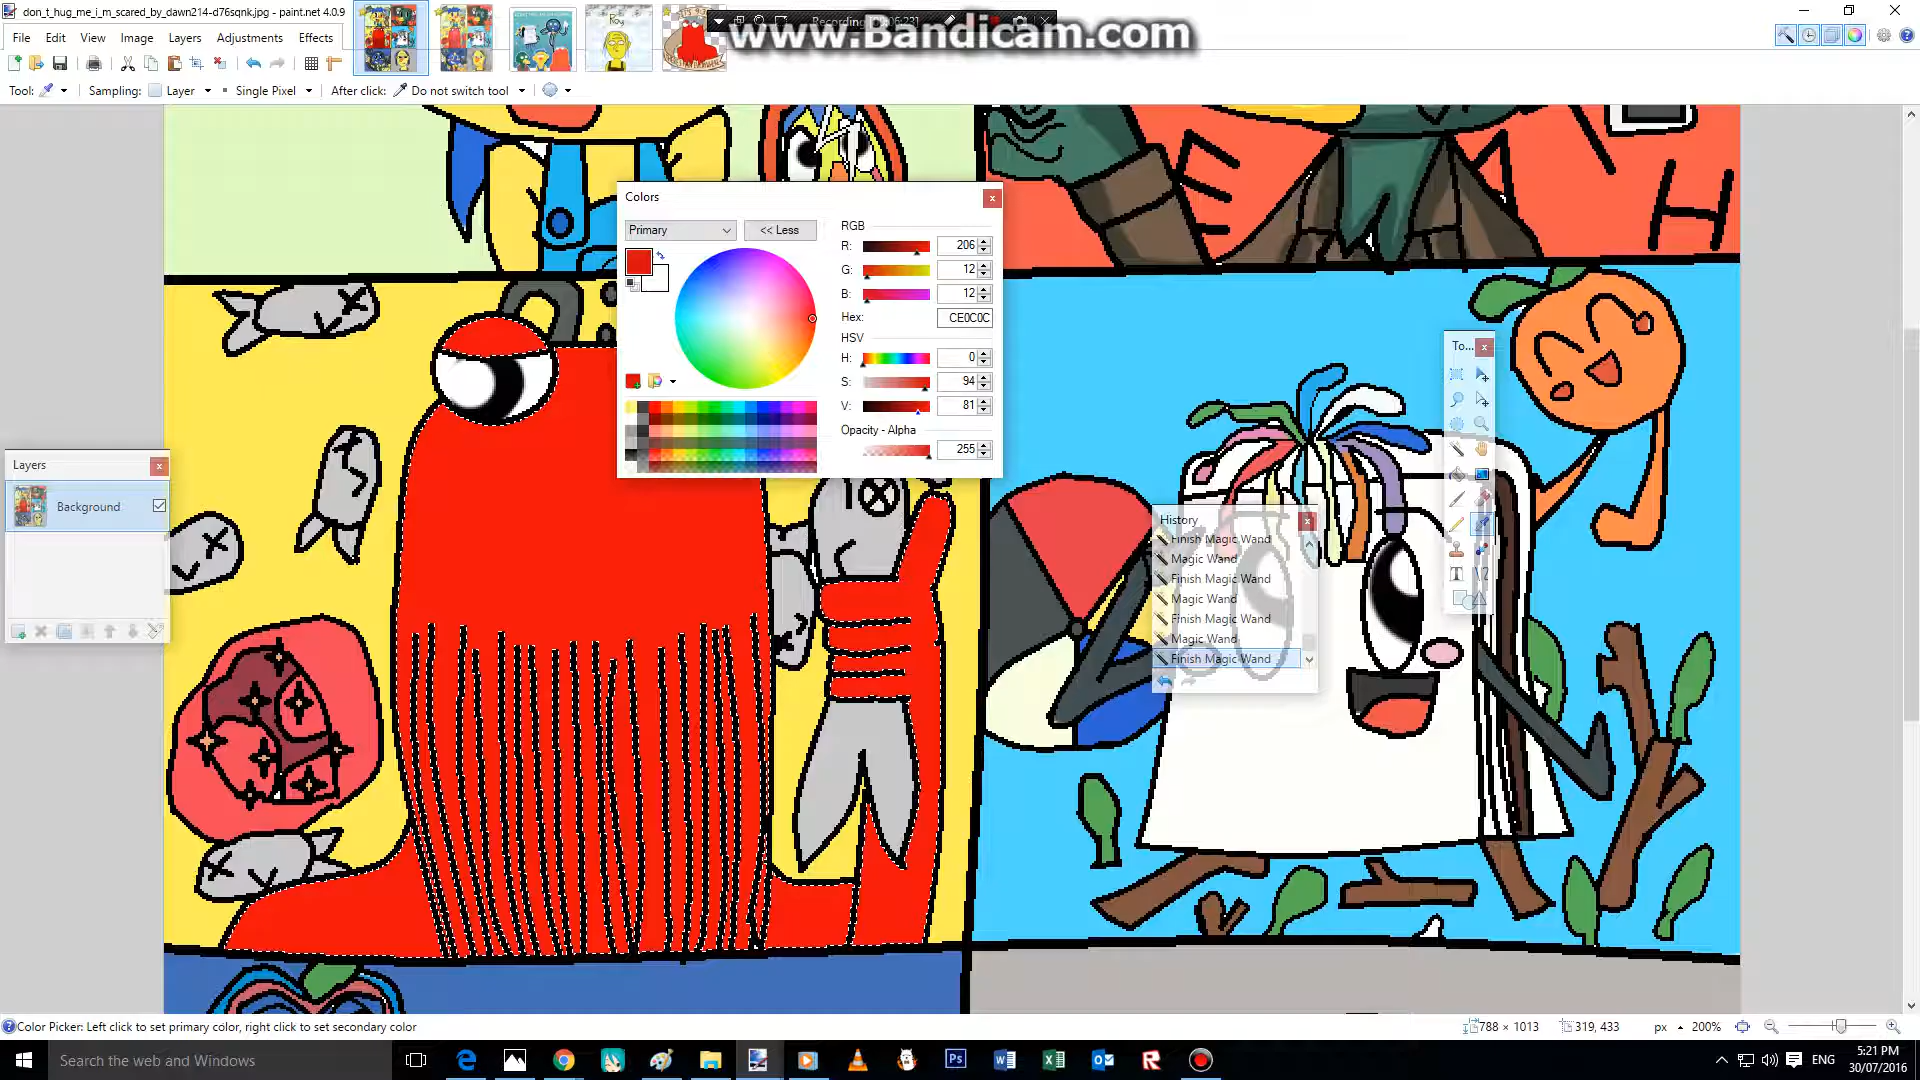 don_t_hug_me_i_m_scared_by_dawn214-d76sqnk.jpg - paint.net 4.0.9
www.Bandicam.com
File Edit View Image Layers Adjustments Effects
Roy
Tool: Sampling: Layer Single Pixel After click: Do not switch tool
E H
Colors
Primary << Less
RGB
R: 206
G: 12
B: 12
Hex: CE0C0C
HSV
H: 0
S: 94
V: 81
Opacity - Alpha
255
To...
Layers
Background
History
Finish Magic Wand
Magic Wand
Finish Magic Wand
Magic Wand
Finish Magic Wand
Magic Wand
Finish Magic Wand
Color Picker: Left click to set primary color, right click to set secondary color
788 × 1013 319, 433 px 200%
Search the web and Windows
ENG
5:21 PM
30/07/2016